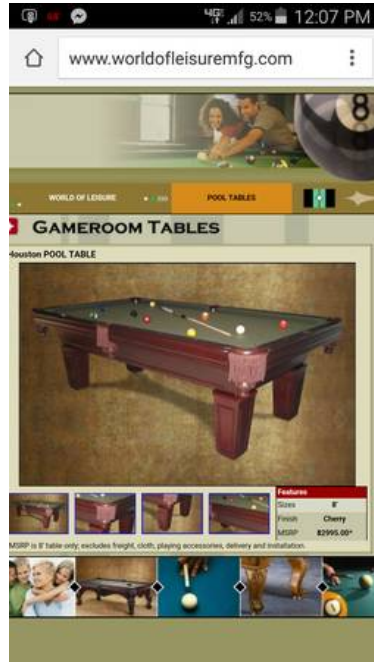 4G 52% 12:07 PM
www.worldofleisuremfg.com
8
WORLD OF LEISURE
POOL TABLES
GAMEROOM TABLES
Houston POOL TABLE
Features
Sizes 8'
Finish Cherry
MSRP $2995.00*
MSRP is 8' table only; excludes freight, cloth, playing accessories, delivery and installation.